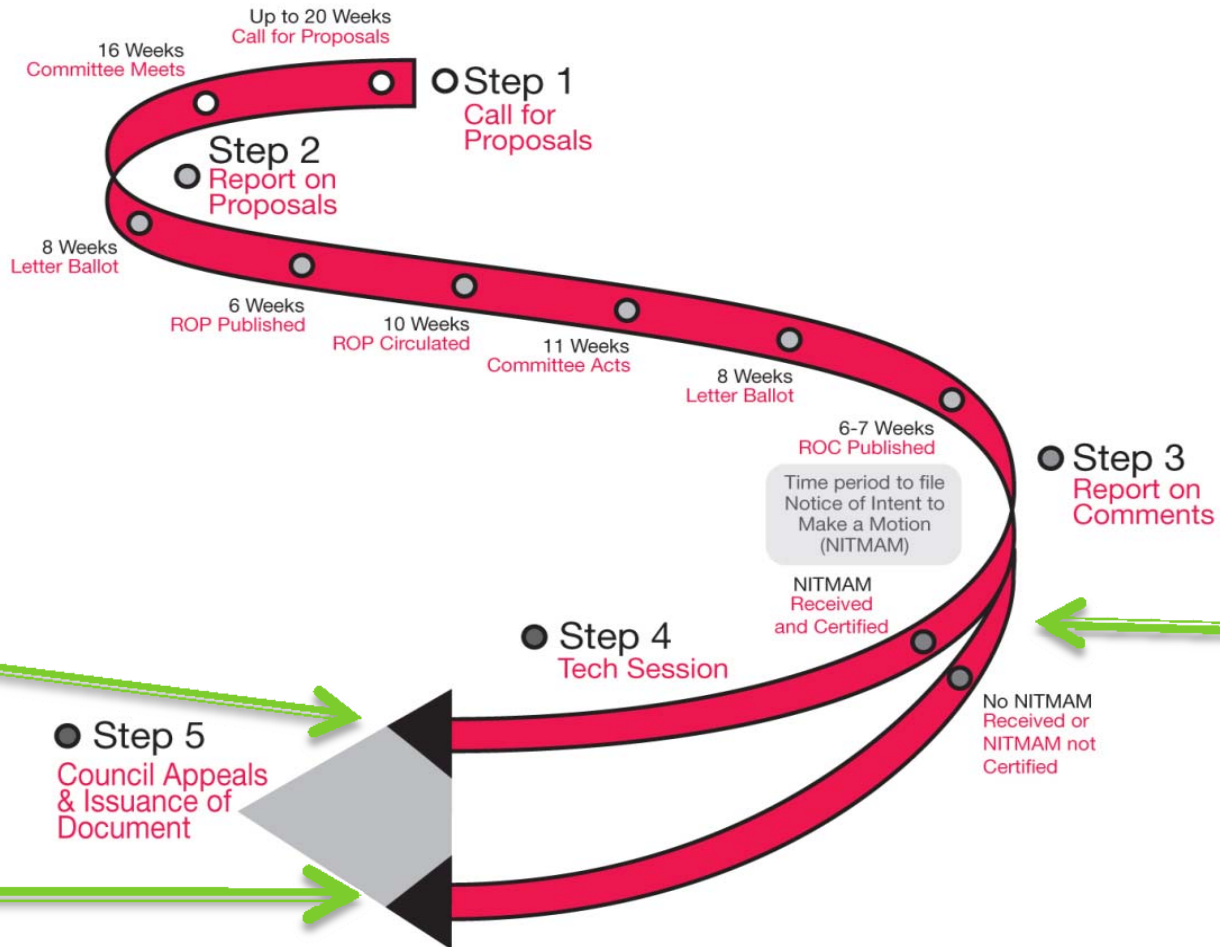 Up to 20 Weeks
Call for Proposals
16 Weeks
Committee Meets
Step 1
Call for
Proposals
Step 2
Report on
Proposals
8 Weeks
Letter Ballot
6 Weeks
ROP Published
10 Weeks
ROP Circulated
11 Weeks
Committee Acts
8 Weeks
Letter Ballot
6-7 Weeks
ROC Published
Step 3
Report on
Comments
Time period to file
Notice of Intent to
Make a Motion
(NITMAM)
NITMAM
Received
and Certified
Step 4
Tech Session
No NITMAM
Received or
NITMAM not
Certified
Step 5
Council Appeals
& Issuance of
Document